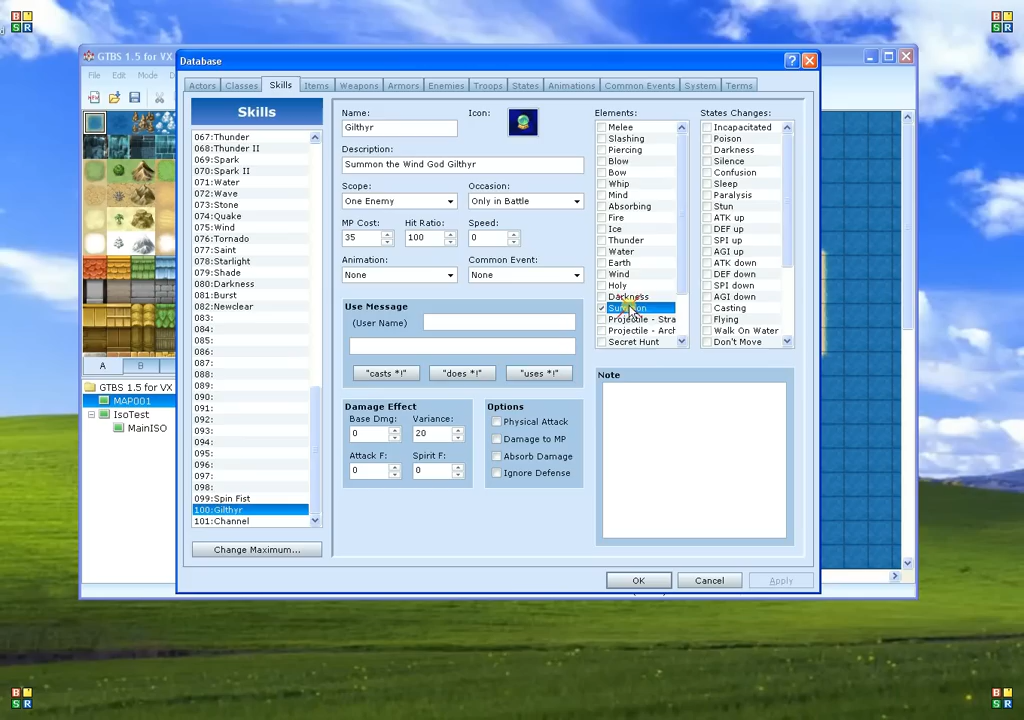 B
S R
B
S R
GTBS 1.5 for VX
Database
File Edit Mode
Actors Classes Skills Items Weapons Armors Enemies Troops States Animations Common Events System Terms
Skills
067:Thunder
068:Thunder II
069:Spark
070:Spark II
071:Water
072:Wave
073:Stone
074:Quake
075:Wind
076:Tornado
077:Saint
078:Starlight
079:Shade
080:Darkness
081:Burst
082:Newclear
083:
084:
085:
086:
087:
088:
089:
090:
091:
092:
093:
094:
095:
096:
097:
098:
099:Spin Fist
100:Gilthyr
101:Channel
Change Maximum...
Name:
Gilthyr
Icon:
Description:
Summon the Wind God Gilthyr
Scope:
One Enemy
Occasion:
Only in Battle
MP Cost:
35
Hit Ratio:
100
Speed:
0
Animation:
None
Common Event:
None
Use Message
(User Name)
"casts *!" "does *!" "uses *!"
Damage Effect
Base Dmg:
0
Variance:
20
Attack F:
0
Spirit F:
0
Options
Physical Attack
Damage to MP
Absorb Damage
Ignore Defense
Elements:
Melee
Slashing
Piercing
Blow
Bow
Whip
Mind
Absorbing
Fire
Ice
Thunder
Water
Earth
Wind
Holy
Darkness
Projectile - Stra
Projectile - Arch
Secret Hunt
States Changes:
Incapacitated
Poison
Darkness
Silence
Confusion
Sleep
Paralysis
Stun
ATK up
DEF up
SPI up
AGI up
ATK down
DEF down
SPI down
AGI down
Casting
Flying
Walk On Water
Don't Move
Note
A B
GTBS 1.5 for VX
MAP001
IsoTest
MainISO
OK Cancel Apply
B
S R
B
S R